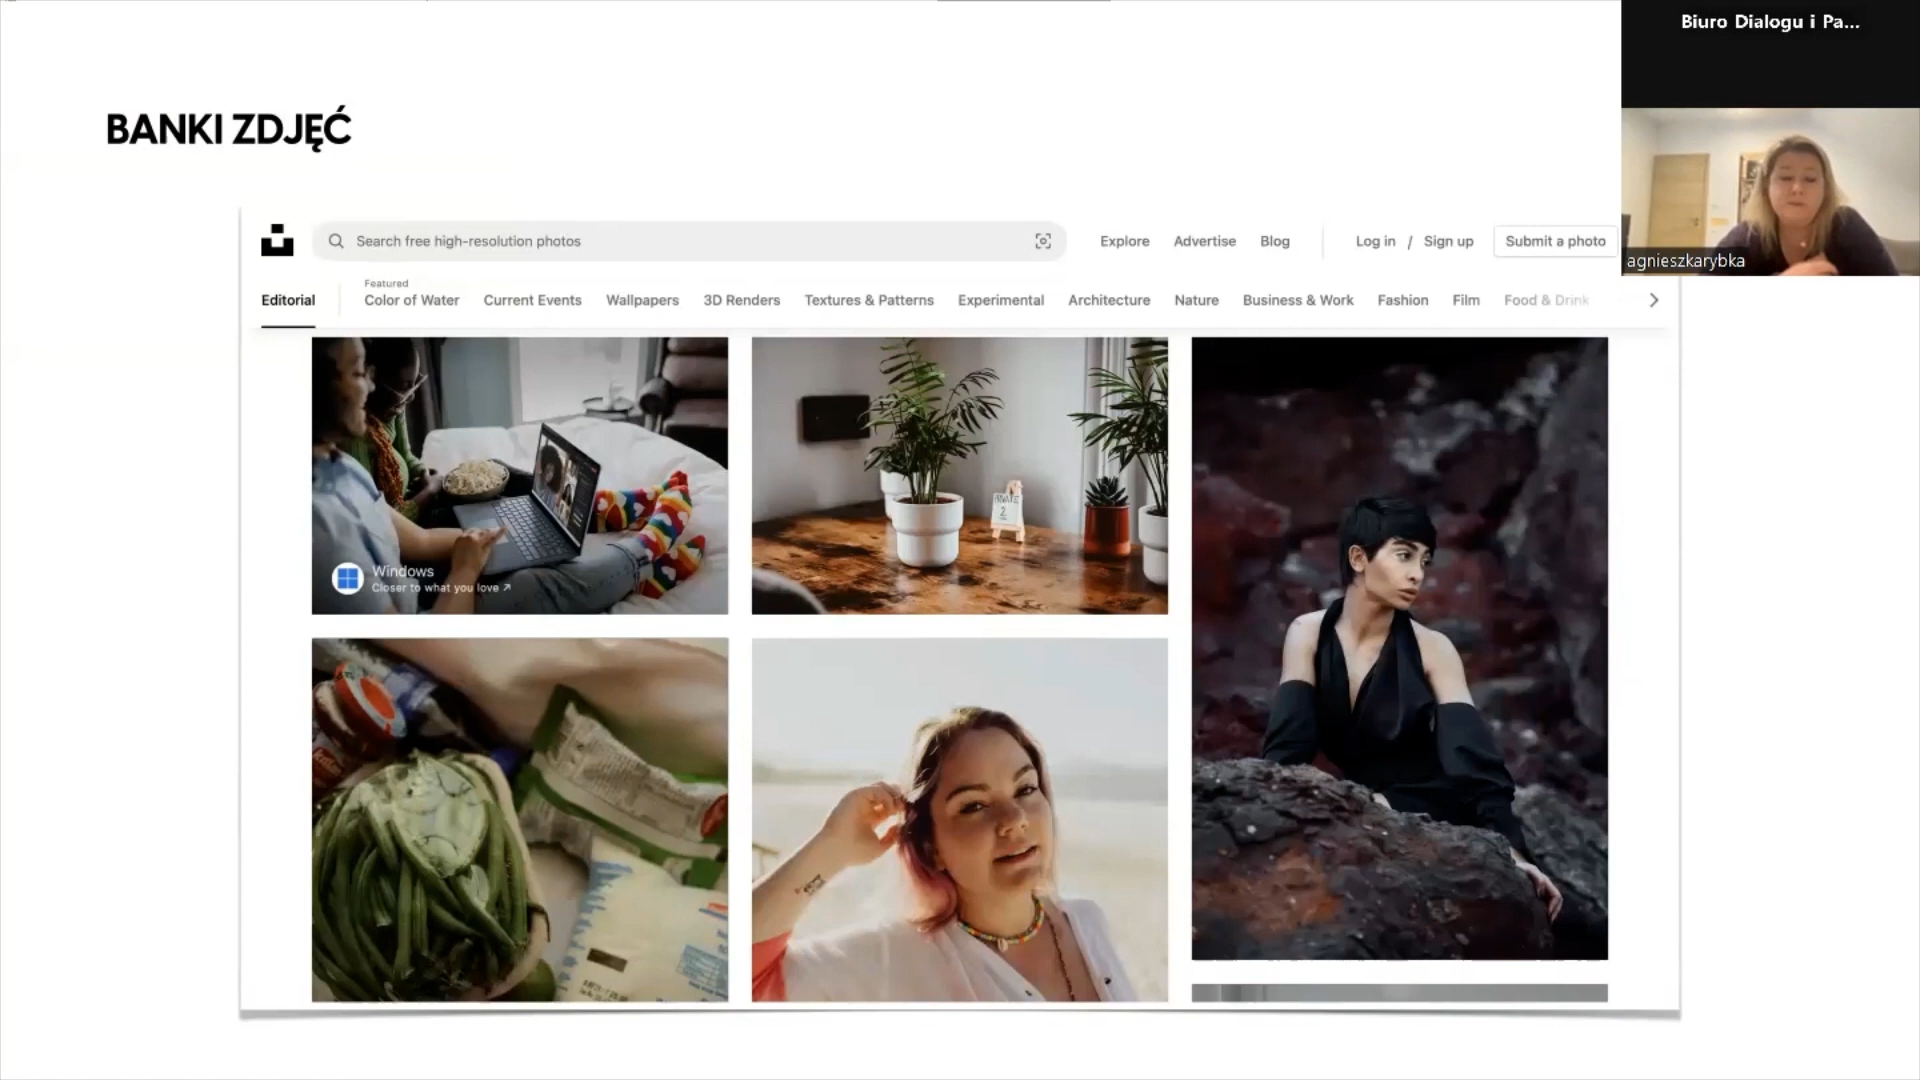 Biuro Dialogu i Pa...
BANKI ZDJĘĆ
agnieszkarybka
Search free high-resolution photos
Explore Advertise Blog Log in / Sign up Submit a photo
Featured
Editorial Color of Water Current Events Wallpapers 3D Renders Textures & Patterns Experimental Architecture Nature Business & Work Fashion Film Food & Drink
Windows
Closer to what you love ↗
PRIVATE
2